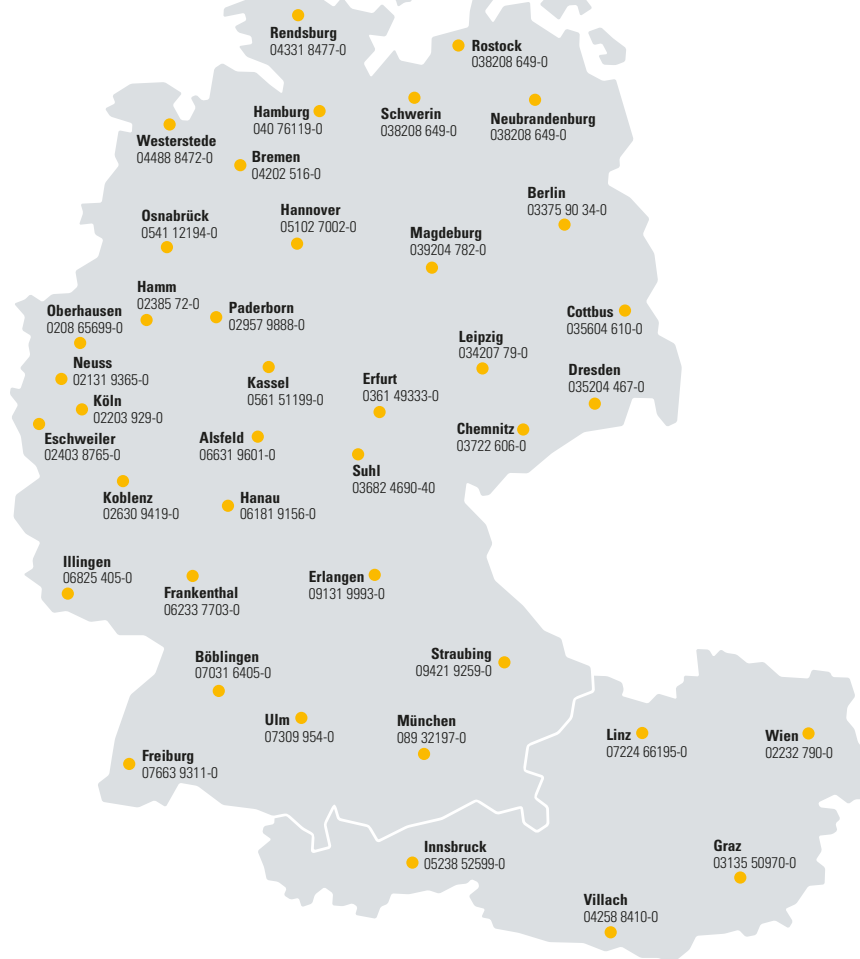 Rendsburg
04331 8477-0
Rostock
038208 649-0
Hamburg
040 76119-0
Schwerin
038208 649-0
Neubrandenburg
038208 649-0
Westerstede
04488 8472-0
Bremen
04202 516-0
Berlin
03375 90 34-0
Osnabrück
0541 12194-0
Hannover
05102 7002-0
Magdeburg
039204 782-0
Hamm
02385 72-0
Oberhausen
0208 65699-0
Paderborn
02957 9888-0
Cottbus
035604 610-0
Leipzig
034207 79-0
Neuss
02131 9365-0
Kassel
0561 51199-0
Erfurt
0361 49333-0
Dresden
035204 467-0
Köln
02203 929-0
Eschweiler
02403 8765-0
Alsfeld
06631 9601-0
Chemnitz
03722 606-0
Suhl
03682 4690-40
Koblenz
02630 9419-0
Hanau
06181 9156-0
Illingen
06825 405-0
Frankenthal
06233 7703-0
Erlangen
09131 9993-0
Böblingen
07031 6405-0
Straubing
09421 9259-0
Ulm
07309 954-0
München
089 32197-0
Linz
07224 66195-0
Wien
02232 790-0
Freiburg
07663 9311-0
Innsbruck
05238 52599-0
Graz
03135 50970-0
Villach
04258 8410-0